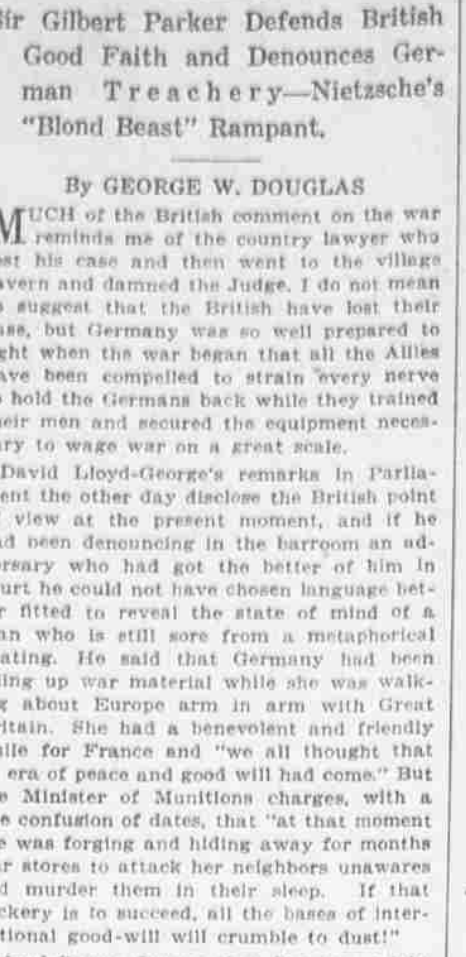 Sir Gilbert Parker Defends British
Good Faith and Denounces Ger-
man Treachery—Nietzsche's
"Blond Beast" Rampant.
By GEORGE W. DOUGLAS
MUCH of the British comment on the war
reminds me of the country lawyer who
ost his case and then went to the village
avern and damned the Judge. I do not mean
o suggest that the British have lost their
ase, but Germany was so well prepared to
ght when the war began that all the Allies
ave been compelled to strain every nerve
o hold the Germans back while they trained
heir men and secured the equipment neces-
ary to wage war on a great scale.
David Lloyd-George's remarks in Parlia-
ent the other day disclose the British point
f view at the present moment, and if he
ad been denouncing in the barroom an ad-
ersary who had got the better of him in
ourt he could not have chosen language bet-
er fitted to reveal the state of mind of a
an who is still sore from a metaphorical
eating. He said that Germany had been
ling up war material while she was walk-
g about Europe arm in arm with Great
ritain. She had a benevolent and friendly
mile for France and "we all thought that
era of peace and good will had come." But
e Minister of Munitions charges, with a
e confusion of dates, that "at that moment
e was forging and hiding away for months
ar stores to attack her neighbors unawares
d murder them in their sleep. If that
ckery is to succeed, all the bases of inter-
tional good-will will crumble to dust!"